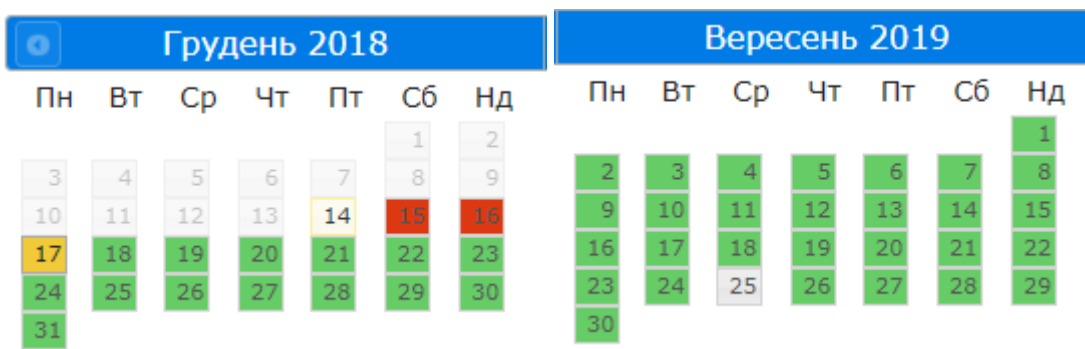 Грудень 2018
Пн Вт Ср Чт Пт Сб Нд
1 2
3 4 5 6 7 8 9
10 11 12 13 14 15 16
17 18 19 20 21 22 23
24 25 26 27 28 29 30
31
Вересень 2019
Пн Вт Ср Чт Пт Сб Нд
1
2 3 4 5 6 7 8
9 10 11 12 13 14 15
16 17 18 19 20 21 22
23 24 25 26 27 28 29
30